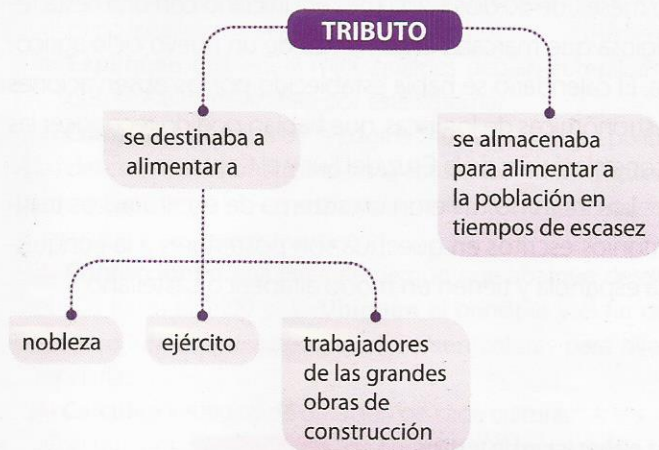 TRIBUTO
se destinaba a
alimentar a
se almacenaba
para alimentar a
la población en
tiempos de escasez
nobleza
ejército
trabajadores
de las grandes
obras de
construcción